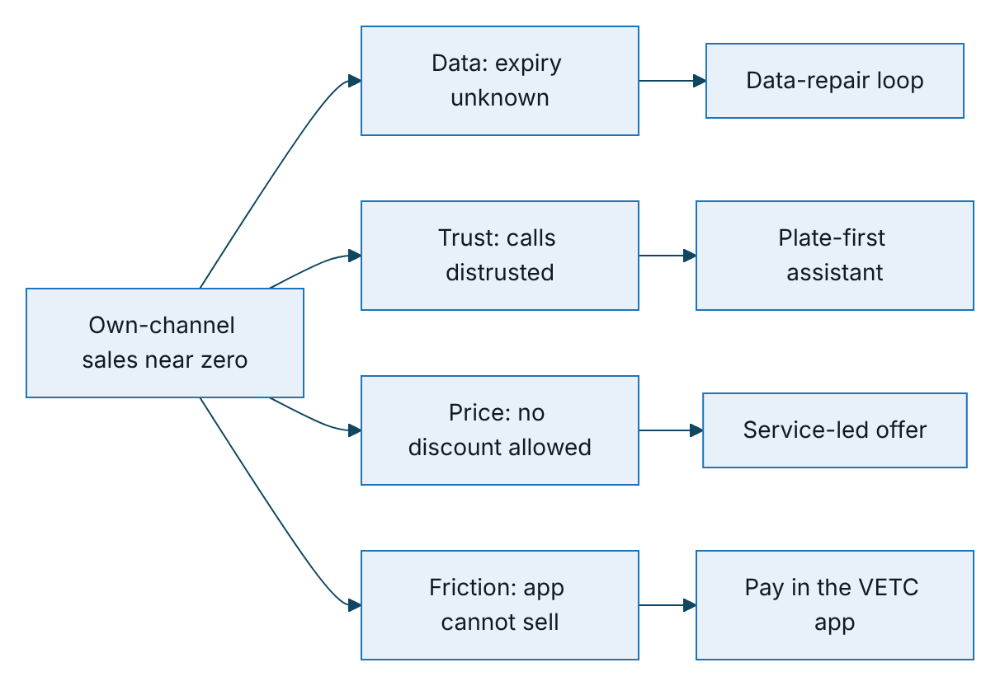 Data: expiry
unknown
Data-repair loop
Trust: calls
distrusted
Plate-first
assistant
Own-channel
sales near zero
Price: no
discount allowed
Service-led offer
Friction: app
cannot sell
Pay in the VETC
app